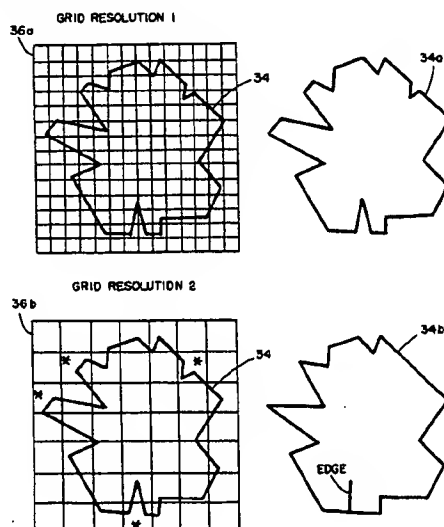 GRID RESOLUTION 1
36a
34
34a
GRID RESOLUTION 2
36b
34
34b
*
*
*
EDGE
*